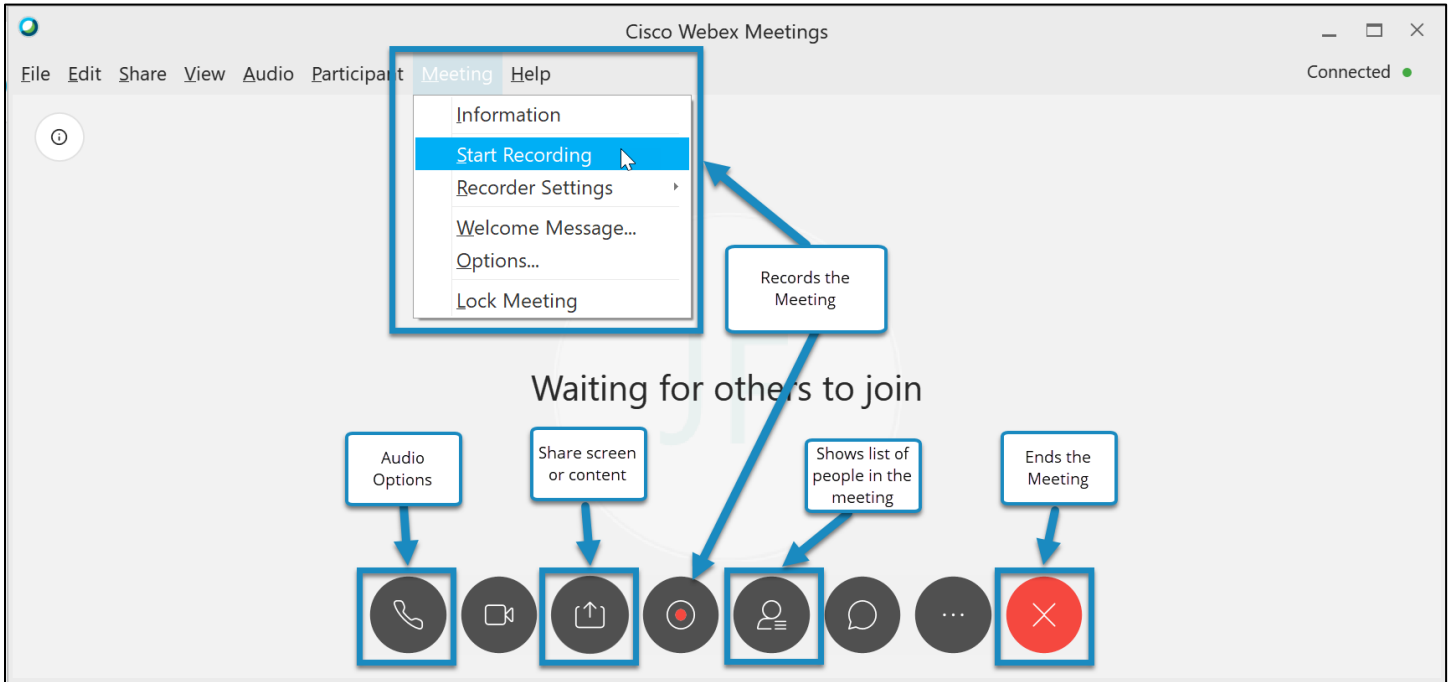 Cisco Webex Meetings
File Edit Share View Audio Participant Meeting Help
Connected
Information
Start Recording
Recorder Settings
Welcome Message...
Options...
Lock Meeting
Records the
Meeting
JF
Waiting for others to join
Audio
Options
Share screen
or content
Shows list of
people in the
meeting
Ends the
Meeting